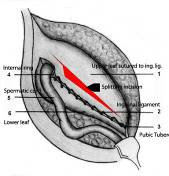 Internal ring
4
Upper leaf sutured to ing. lig.
1
Splitting incision
Spermatic cord
5
Inguinal ligament
2
6
Lower leaf
3
Pubic Tuber